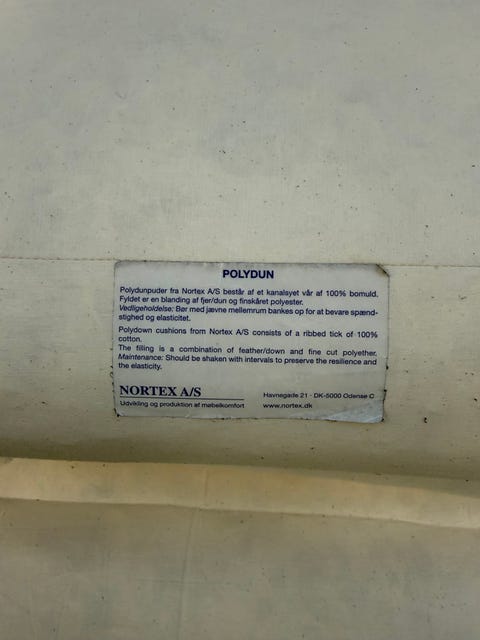 POLYDUN
Polydunpuder fra Nortex A/S består af et kanalsyet vår af 100% bomuld.
Fyldet er en blanding af fjer/dun og finskåret polyester.
Vedligeholdelse: Bør med jævne mellemrum bankes op for at bevare spænd-
stighed og elasticitet.
Polydown cushions from Nortex A/S consists of a ribbed tick of 100%
cotton.
The filling is a combination of feather/down and fine cut polyether.
Maintenance: Should be shaken with intervals to preserve the resilience and
the elasticity.
NORTEX A/S
Udvikling og produktion af møbelkomfort
Havnegade 21 · DK-5000 Odense C
www.nortex.dk